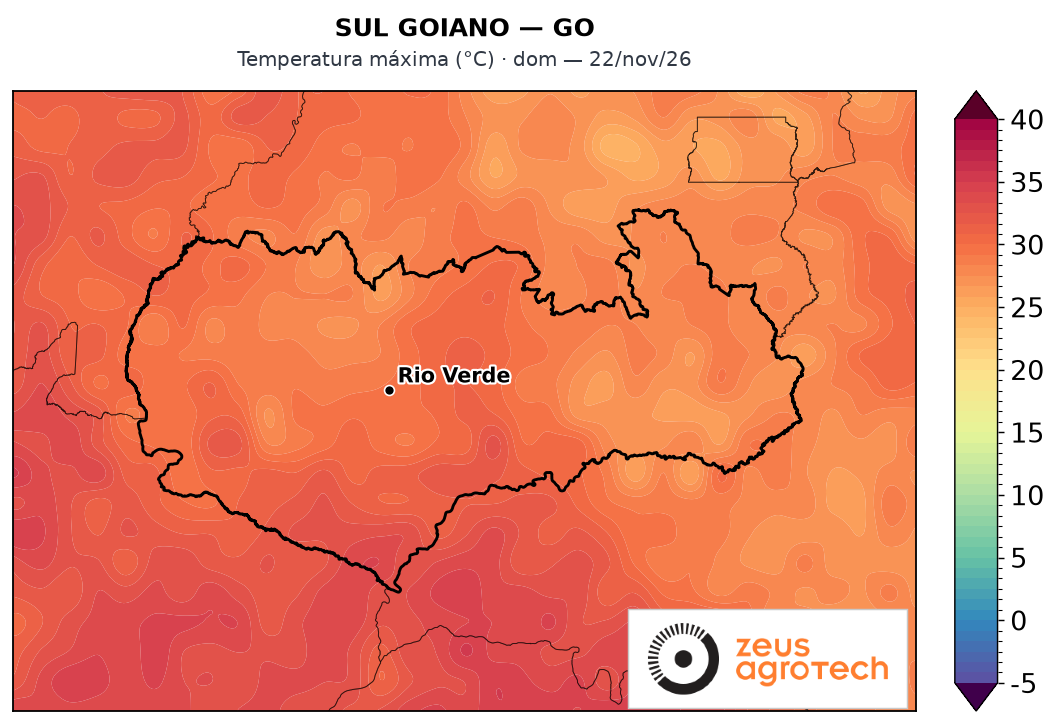 SUL GOIANO — GO
Temperatura máxima (°C) · dom — 22/nov/26
Rio Verde
40
35
30
25
20
15
10
5
0
-5
zeus
agrotech